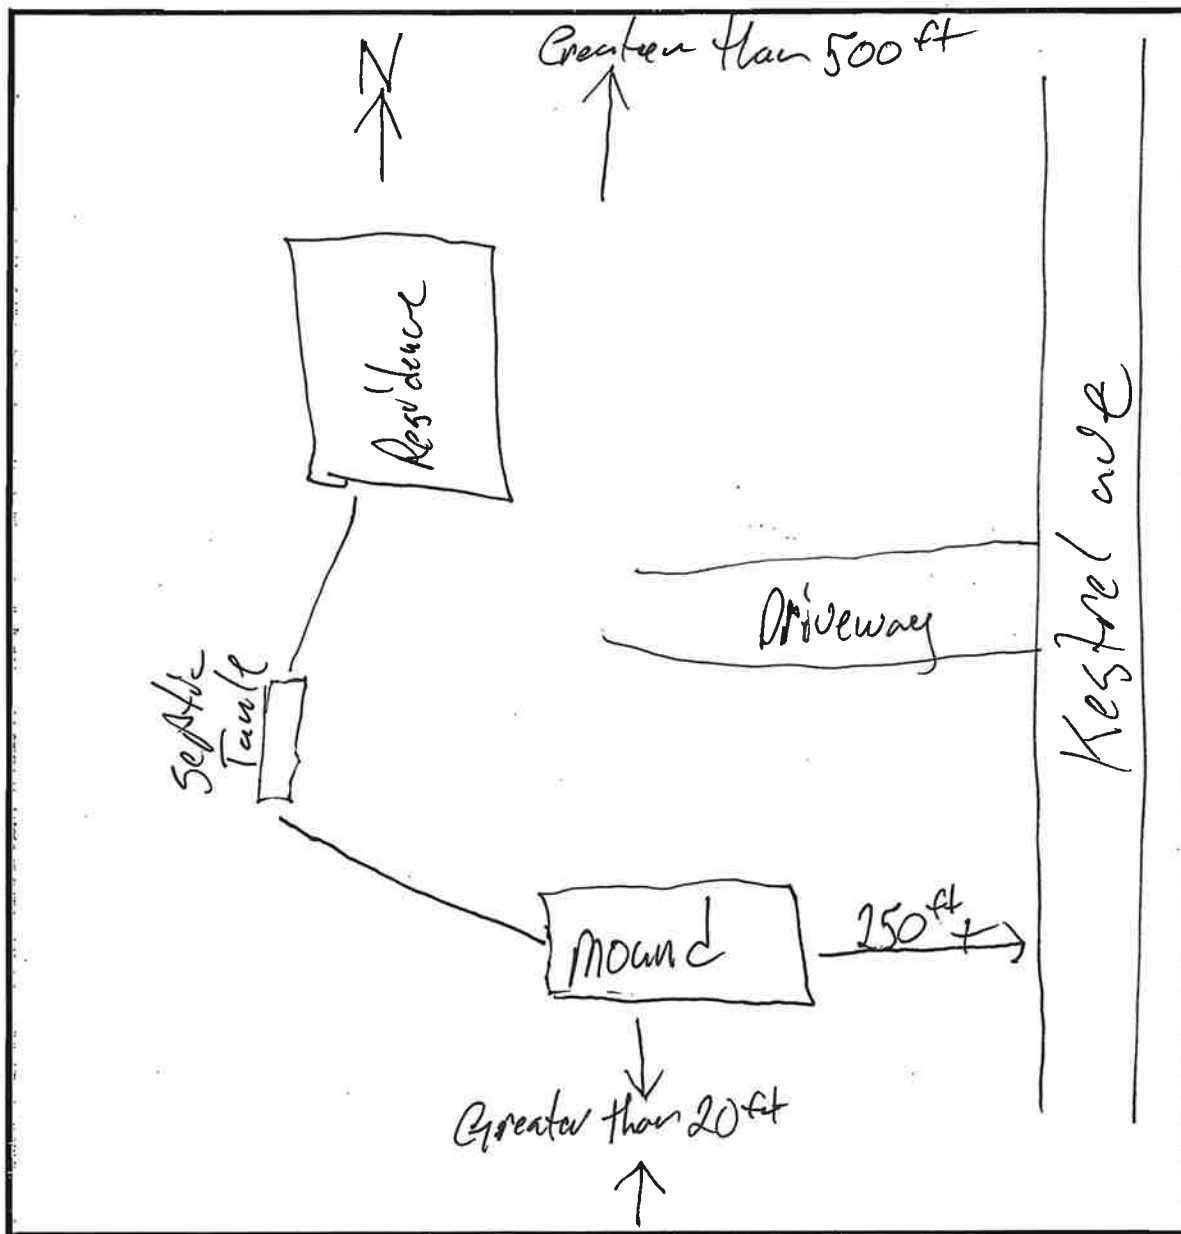 N
Greater than 500 ft
Residence
Driveway
Kestrel ave
Septic
Tank
mound
250 ft +
Greater than 20 ft